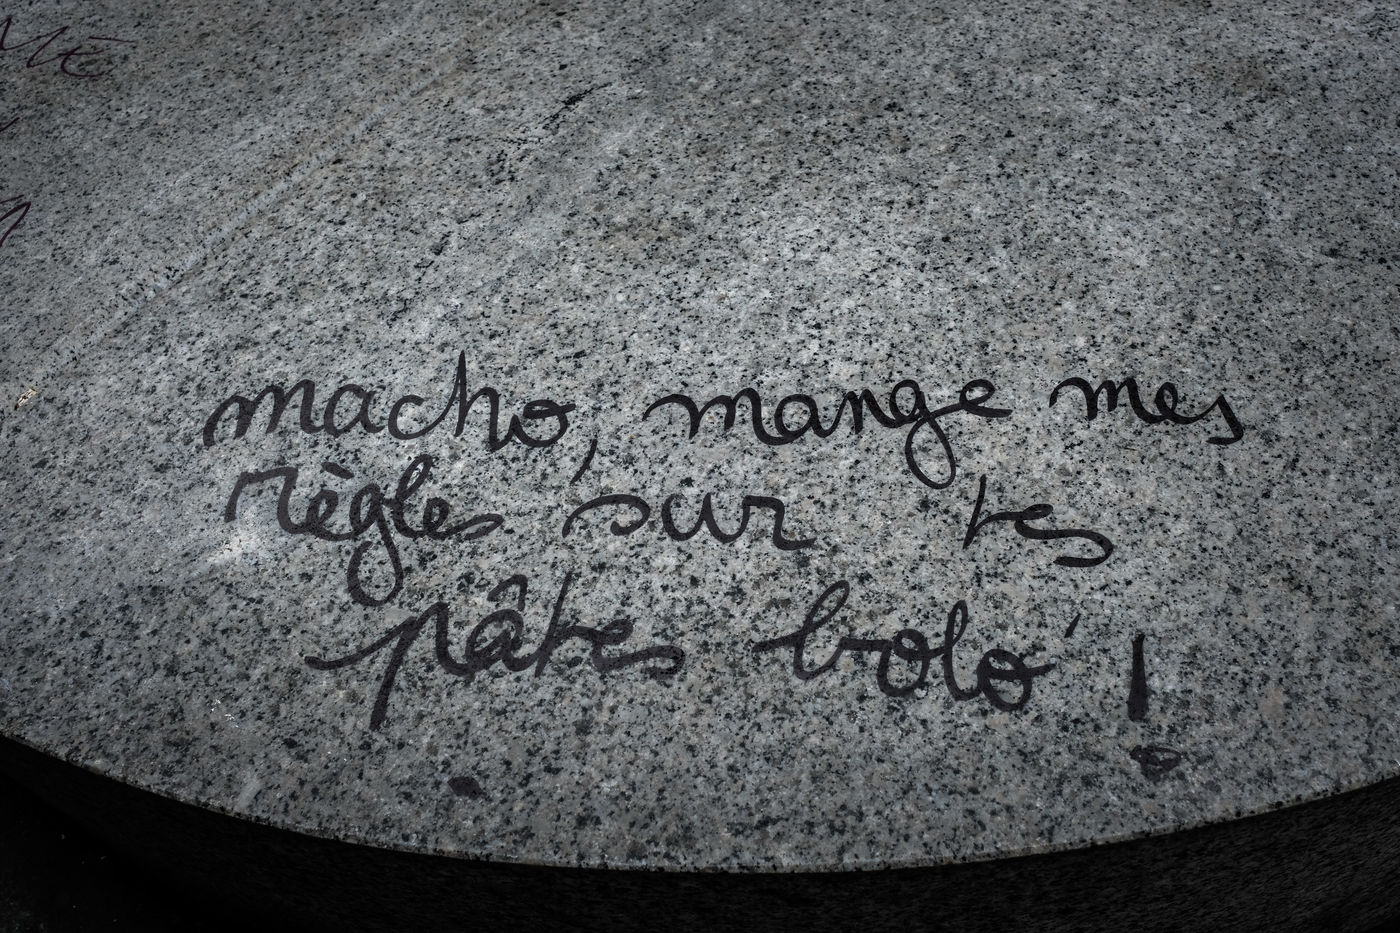 macho, mange mes
règles sur tes
pâtes bolo' !